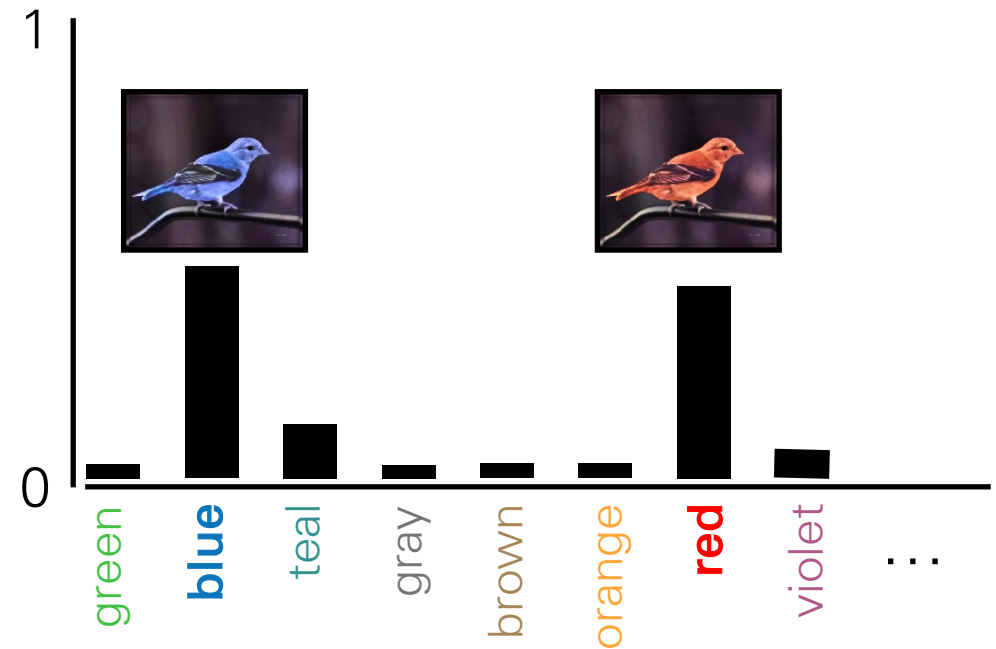 1
0
green
blue
teal
gray
brown
orange
red
violet
...